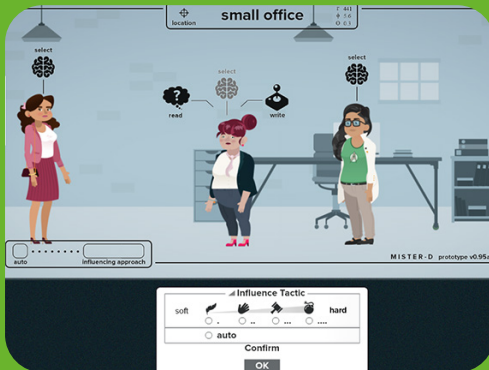 small office
location
select
select
select
read
write
auto
influencing approach
MISTER-D prototype v0.95a
Influence Tactic
soft
hard
. .. ... ....
auto
Confirm
OK